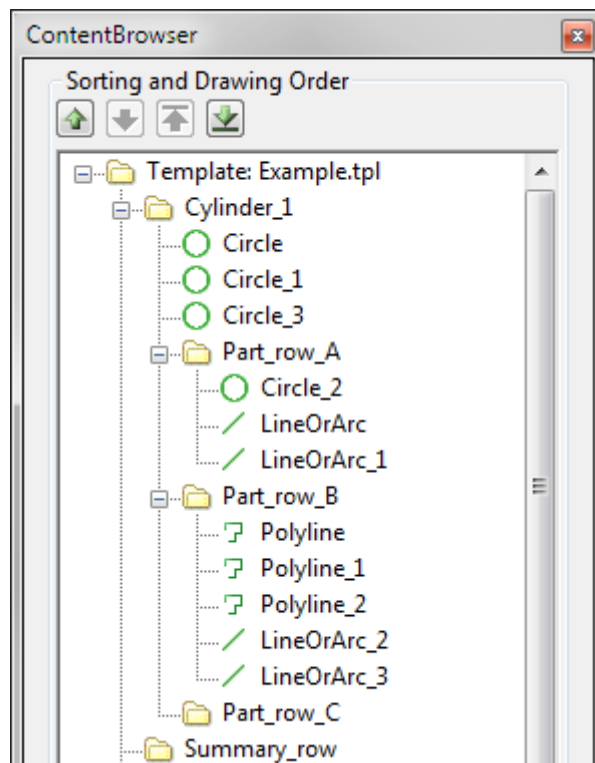 ContentBrowser
Sorting and Drawing Order
Template: Example.tpl
Cylinder_1
Circle
Circle_1
Circle_3
Part_row_A
Circle_2
LineOrArc
LineOrArc_1
Part_row_B
Polyline
Polyline_1
Polyline_2
LineOrArc_2
LineOrArc_3
Part_row_C
Summary_row